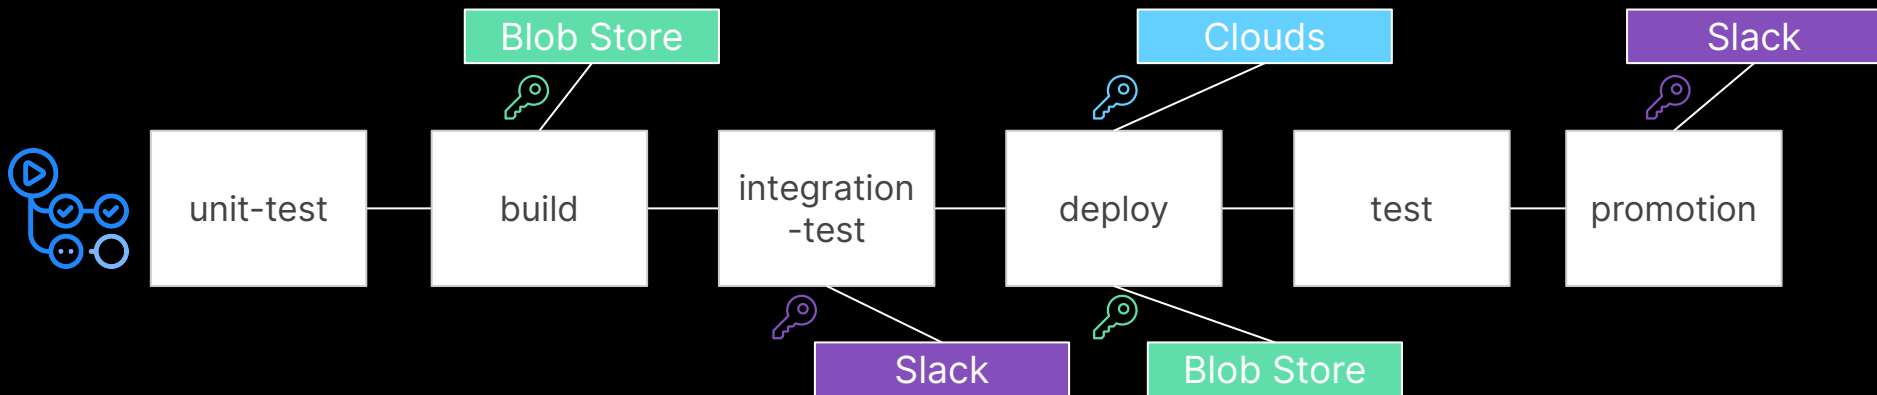 Blob Store
Clouds
Slack
unit-test
build
integration
-test
deploy
test
promotion
Slack
Blob Store